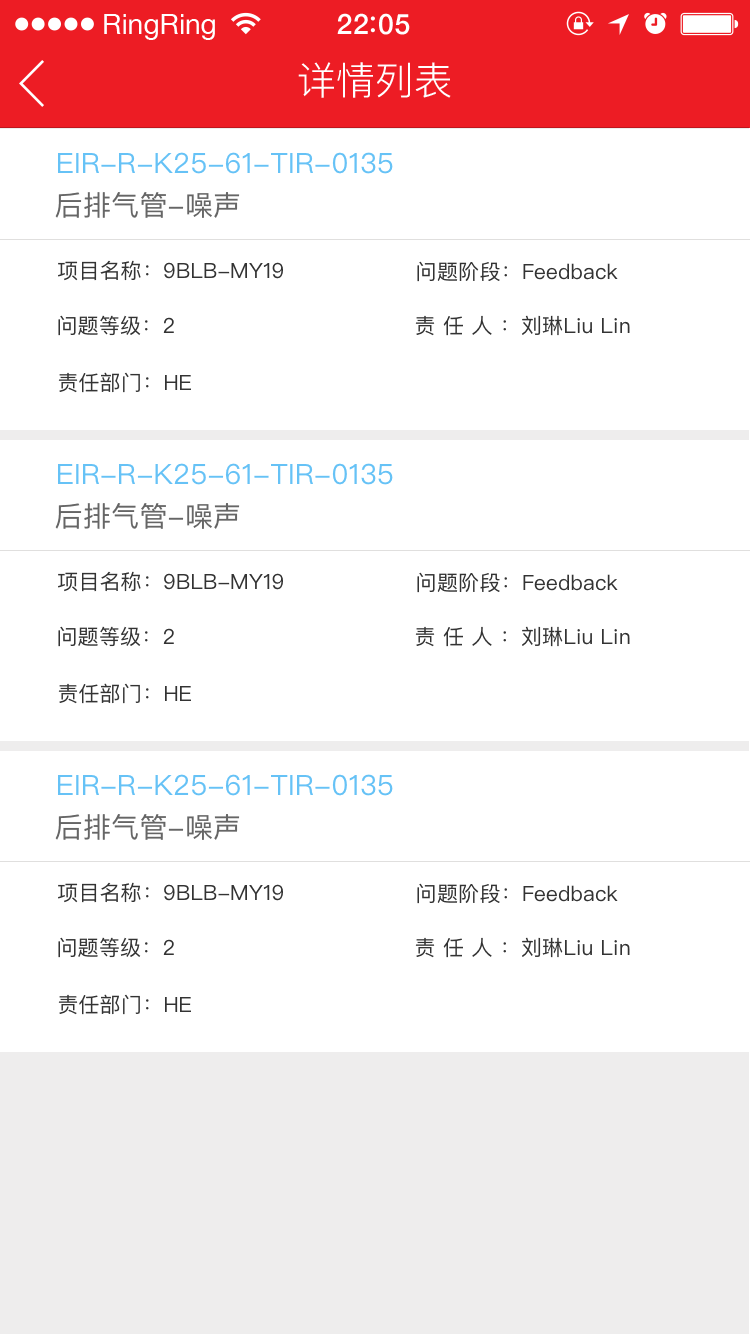 RingRing 22:05
详情列表
EIR-R-K25-61-TIR-0135
后排气管-噪声
项目名称：9BLB-MY19 问题阶段：Feedback
问题等级：2 责 任 人 ：刘琳Liu Lin
责任部门：HE
EIR-R-K25-61-TIR-0135
后排气管-噪声
项目名称：9BLB-MY19 问题阶段：Feedback
问题等级：2 责 任 人 ：刘琳Liu Lin
责任部门：HE
EIR-R-K25-61-TIR-0135
后排气管-噪声
项目名称：9BLB-MY19 问题阶段：Feedback
问题等级：2 责 任 人 ：刘琳Liu Lin
责任部门：HE